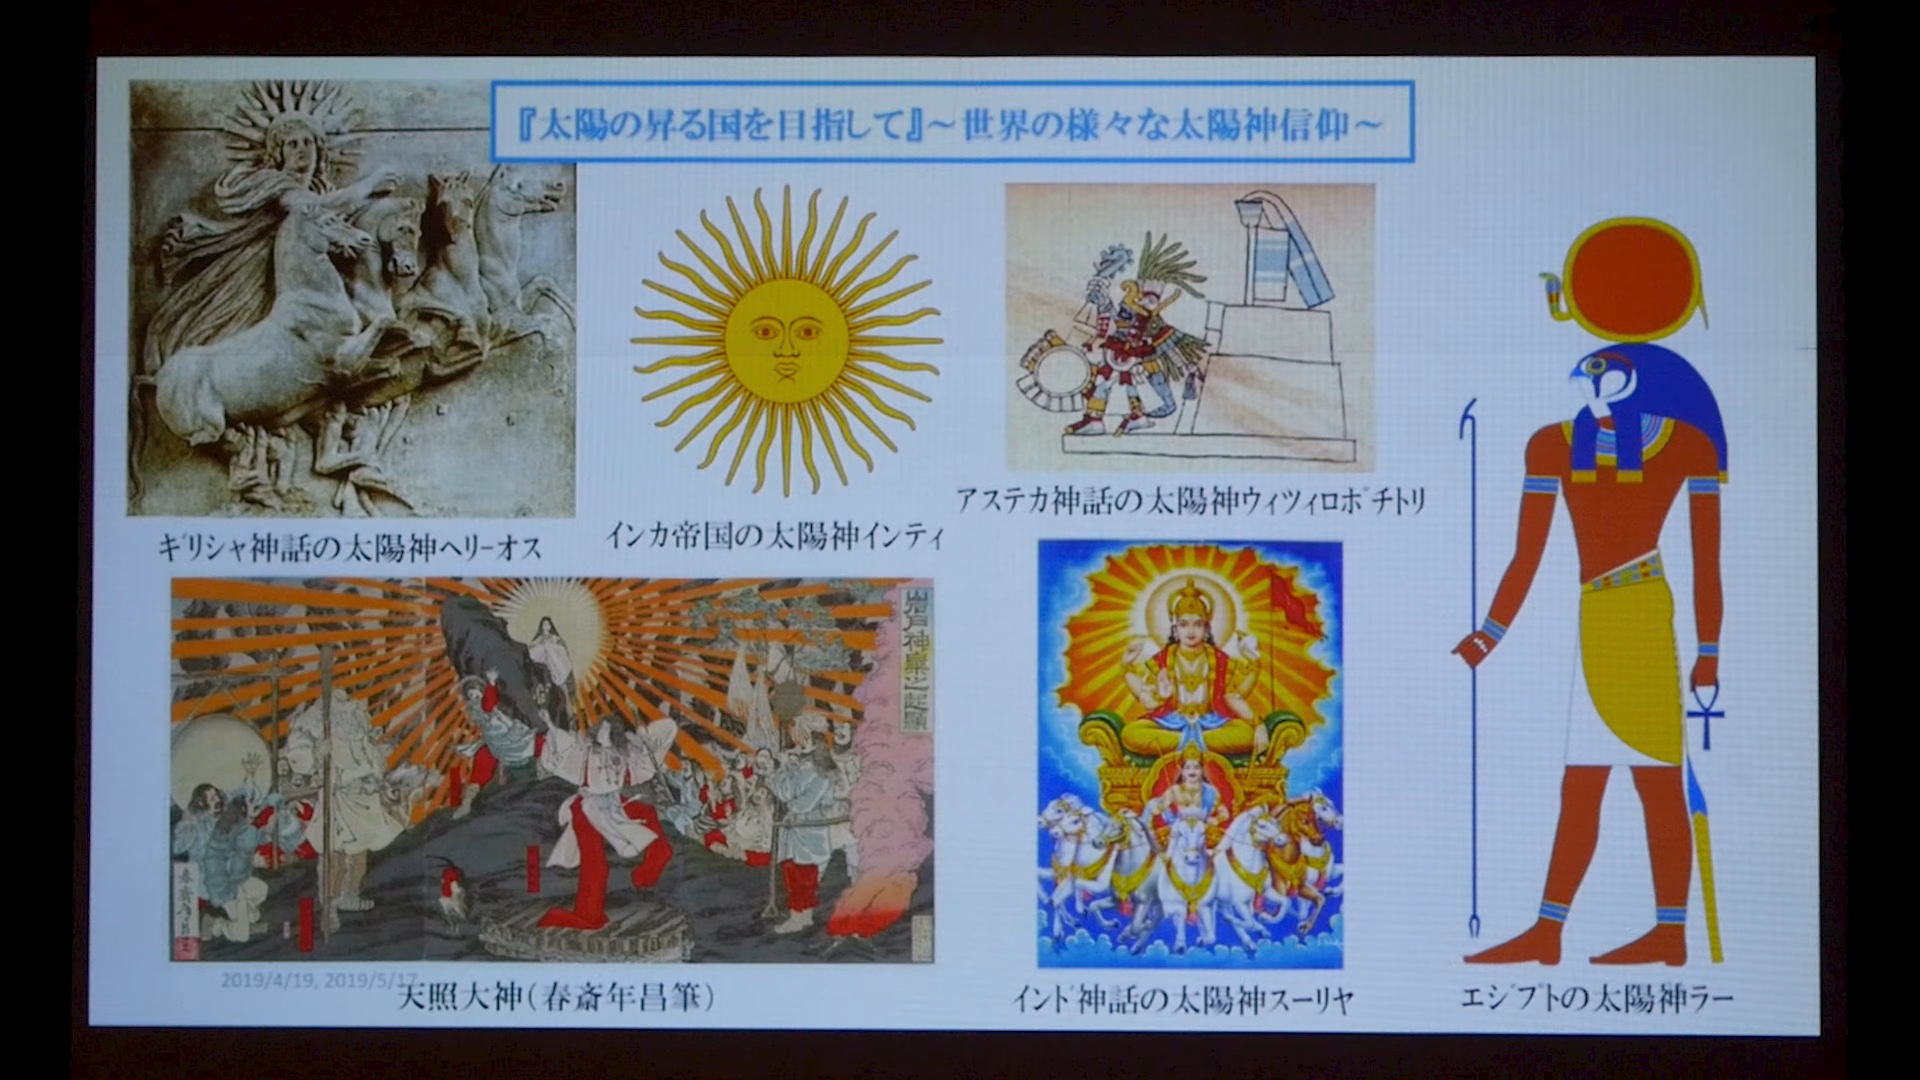 『太陽の昇る国を目指して』～世界の様々な太陽神信仰～
ｷﾞﾘｼｬ神話の太陽神ﾍﾘｰｵｽ
ｲﾝｶ帝国の太陽神ｲﾝﾃｨ
ｱｽﾃｶ神話の太陽神ｳｨﾂｨﾛﾎﾟﾁﾄﾘ
岩戸神楽之起顕
2019/4/19, 2019/5/17
天照大神(春斎年昌筆)
ｲﾝﾄﾞ神話の太陽神ｽｰﾘﾔ
ｴｼﾞﾌﾟﾄの太陽神ﾗｰ